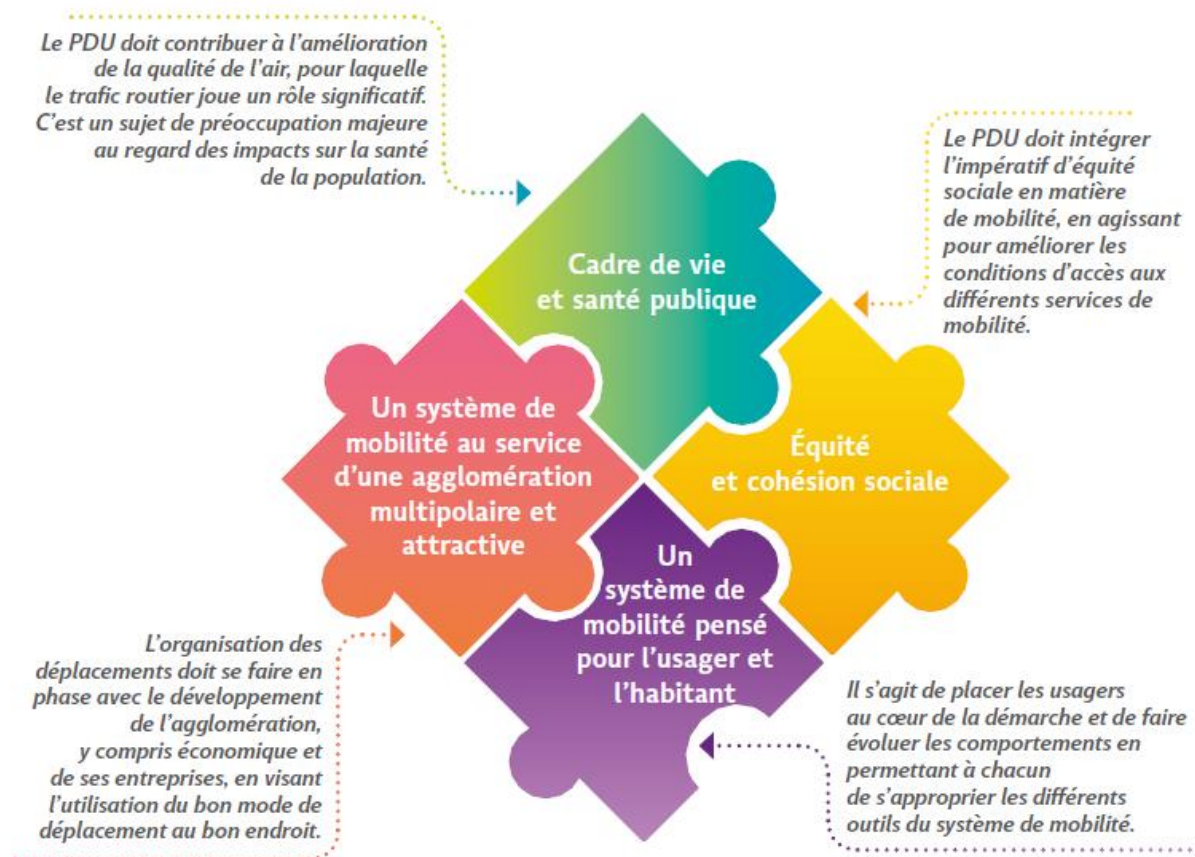 Le PDU doit contribuer à l’amélioration
de la qualité de l’air, pour laquelle
le trafic routier joue un rôle significatif.
C’est un sujet de préoccupation majeure
au regard des impacts sur la santé
de la population.
Le PDU doit intégrer
l’impératif d’équité
sociale en matière
de mobilité, en agissant
pour améliorer les
conditions d’accès aux
différents services de
mobilité.
Cadre de vie
et santé publique
Un système de
mobilité au service
d’une agglomération
multipolaire et
attractive
Équité
et cohésion sociale
Un
système de
mobilité pensé
pour l’usager et
l’habitant
L’organisation des
déplacements doit se faire en
phase avec le développement
de l’agglomération,
y compris économique et
de ses entreprises, en visant
l’utilisation du bon mode de
déplacement au bon endroit.
Il s’agit de placer les usagers
au cœur de la démarche et de faire
évoluer les comportements en
permettant à chacun
de s’approprier les différents
outils du système de mobilité.